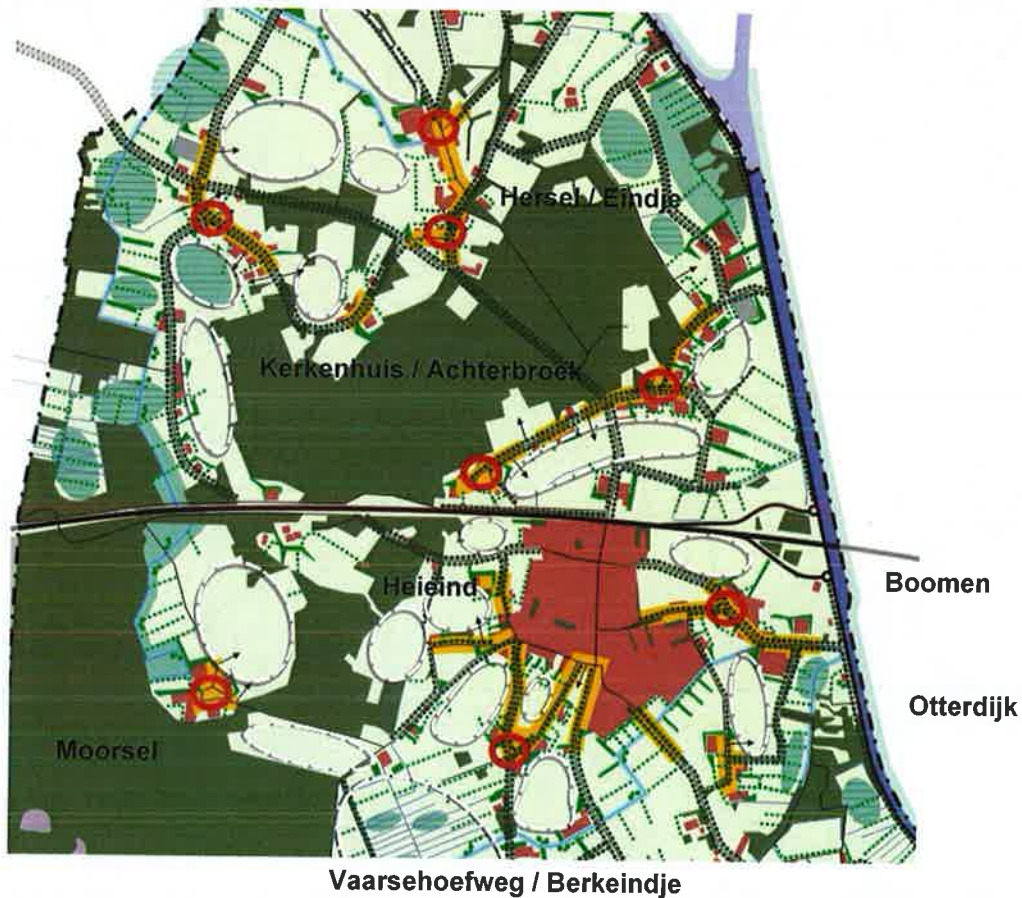 Hersel / Eindje
Kerkenhuis / Achterbroek
Heieind
Boomen
Otterdijk
Moorsel
Vaarsehoefweg / Berkeindje